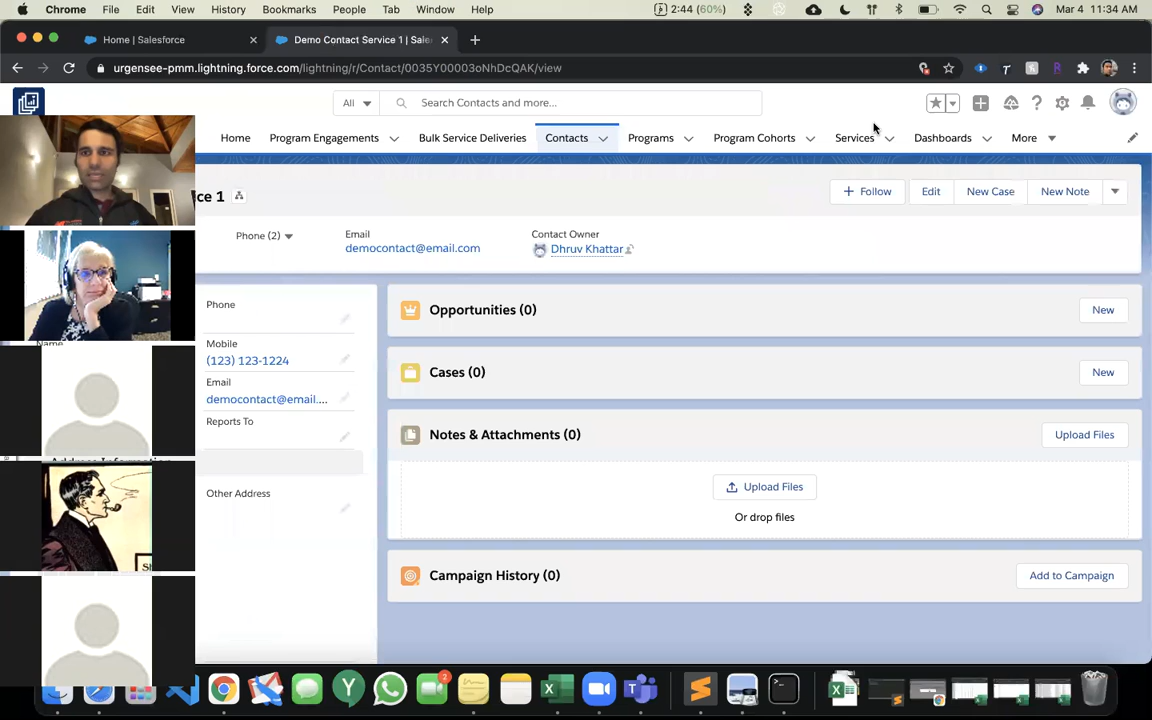 Chrome File Edit View History Bookmarks People Tab Window Help 2:44 (60%) Mar 4 11:34 AM
Home | Salesforce Demo Contact Service 1 | Sale
urgensee-pmm.lightning.force.com/lightning/r/Contact/0035Y00003oNhDcQAK/view
All Search Contacts and more...
Home Program Engagements Bulk Service Deliveries Contacts Programs Program Cohorts Services Dashboards More
ce 1
Follow Edit New Case New Note
Phone (2) Email Contact Owner
democontact@email.com Dhruv Khattar
Phone
Mobile
(123) 123-1224
Email
democontact@email....
Reports To
Other Address
Opportunities (0) New
Cases (0) New
Notes & Attachments (0) Upload Files
Upload Files
Or drop files
Campaign History (0) Add to Campaign
2